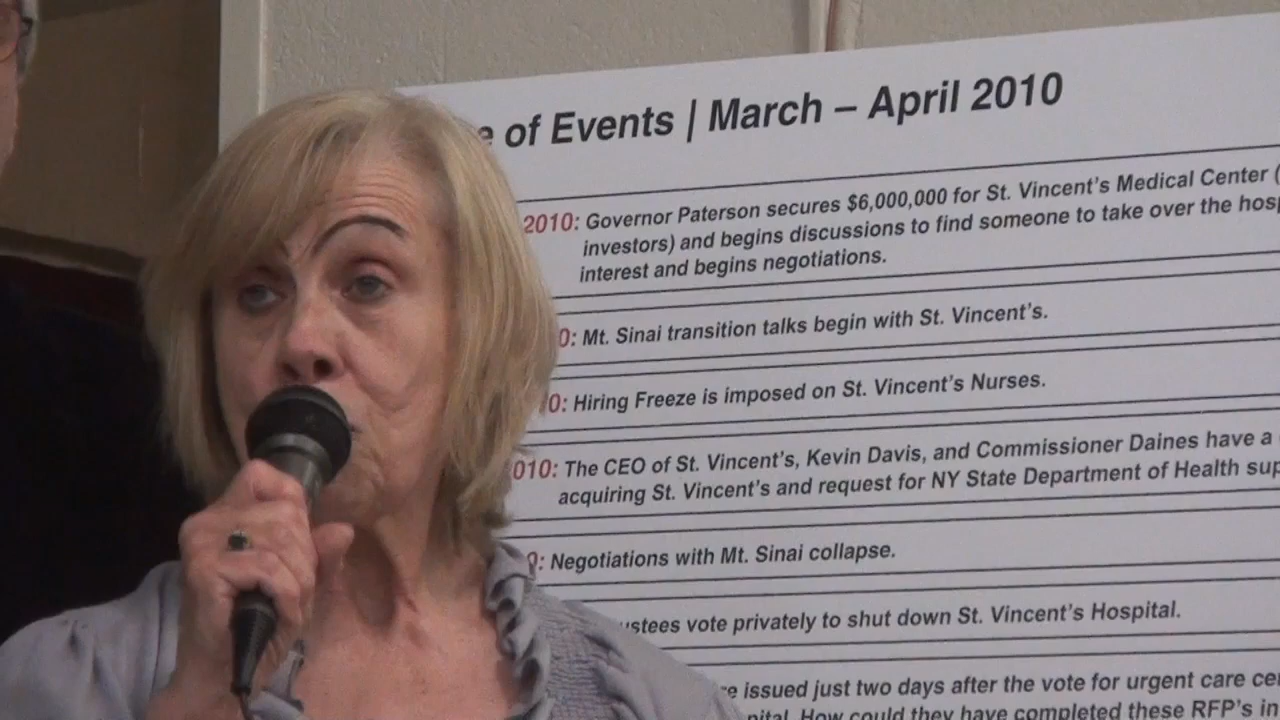 of Events | March – April 2010
2010: Governor Paterson secures $6,000,000 for St. Vincent's Medical Center (
investors) and begins discussions to find someone to take over the
interest and begins negotiations.
0: Mt. Sinai transition talks begin with St. Vincent's.
0: Hiring Freeze is imposed on St. Vincent's Nurses.
010: The CEO of St. Vincent's, Kevin Davis, and Commissioner Daines have a
acquiring St. Vincent's and request for NY State Department of Health
0: Negotiations with Mt. Sinai collapse.
vote privately to shut down St. Vincent's Hospital.
issued just two days after the vote for urgent care
How could they have completed these RFP's in